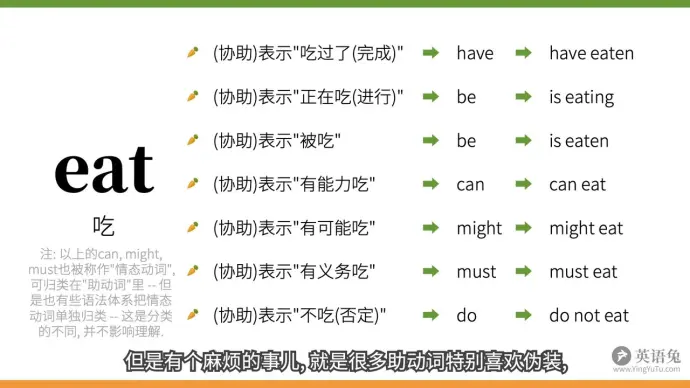 (协助)表示"吃过了(完成)" have have eaten
(协助)表示"正在吃(进行)" be is eating
(协助)表示"被吃" be is eaten
(协助)表示"有能力吃" can can eat
(协助)表示"有可能吃" might might eat
(协助)表示"有义务吃" must must eat
(协助)表示"不吃(否定)" do do not eat
eat
吃
注: 以上的can, might,
must也被称作"情态动词",
可归类在"助动词"里 -- 但
是也有些语法体系把情态
动词单独归类 -- 这是分类
的不同, 并不影响理解.
但是有个麻烦的事儿, 就是很多助动词特别喜欢伪装,
英语兔
www.YingYuTu.com